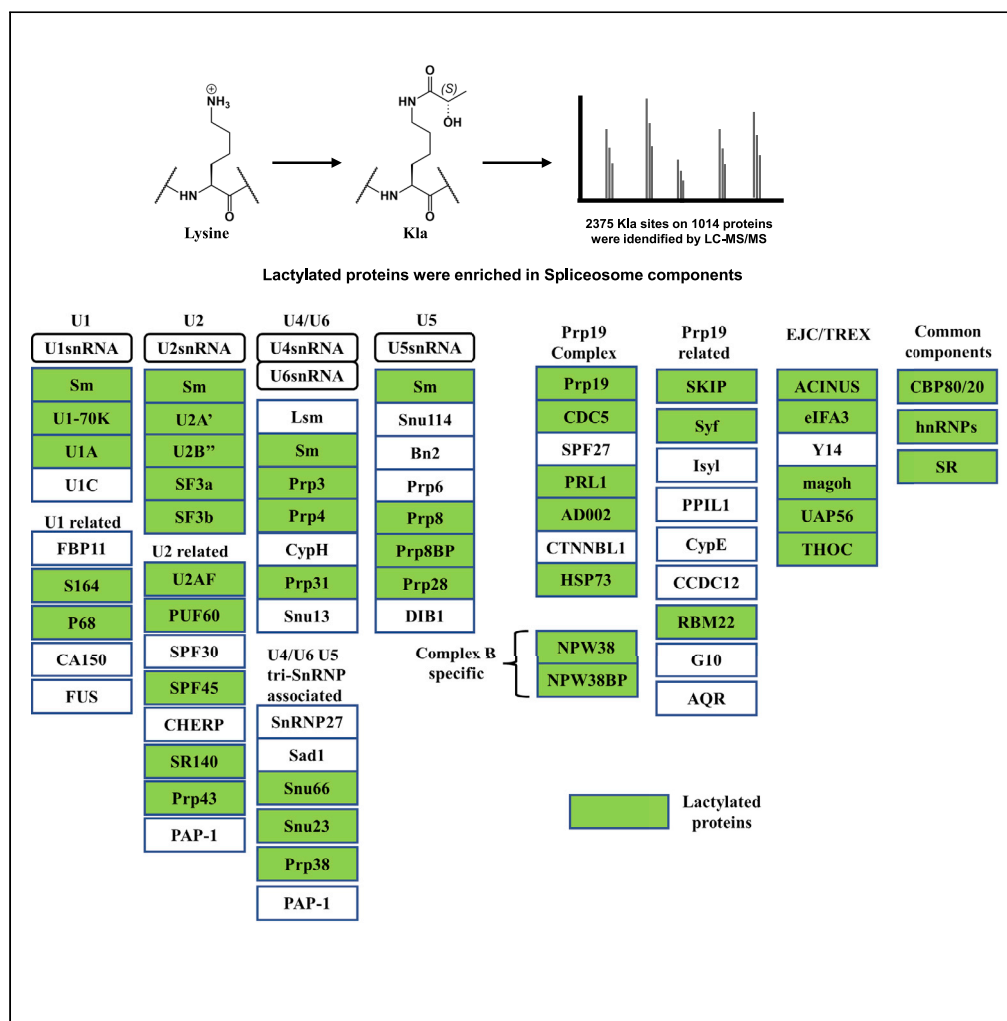 ⊕
NH3
HN
O
Lysine
O
(S)
HN
OH
HN
O
Kla
2375 Kla sites on 1014 proteins
were idendified by LC-MS/MS
Lactylated proteins were enriched in Spliceosome components
U1
U1snRNA
Sm
U1-70K
U1A
U1C
U1 related
FBP11
S164
P68
CA150
FUS
U2
U2snRNA
Sm
U2A’
U2B”
SF3a
SF3b
U2 related
U2AF
PUF60
SPF30
SPF45
CHERP
SR140
Prp43
PAP-1
U4/U6
U4snRNA
U6snRNA
Lsm
Sm
Prp3
Prp4
CypH
Prp31
Snu13
U4/U6 U5
tri-SnRNP
associated
SnRNP27
Sad1
Snu66
Snu23
Prp38
PAP-1
U5
U5snRNA
Sm
Snu114
Bn2
Prp6
Prp8
Prp8BP
Prp28
DIB1
Prp19
Complex
Prp19
CDC5
SPF27
PRL1
AD002
CTNNBL1
HSP73
Complex B
specific
NPW38
NPW38BP
Prp19
related
SKIP
Syf
Isyl
PPIL1
CypE
CCDC12
RBM22
G10
AQR
EJC/TREX
ACINUS
eIFA3
Y14
magoh
UAP56
THOC
Common
components
CBP80/20
hnRNPs
SR
Lactylated
proteins